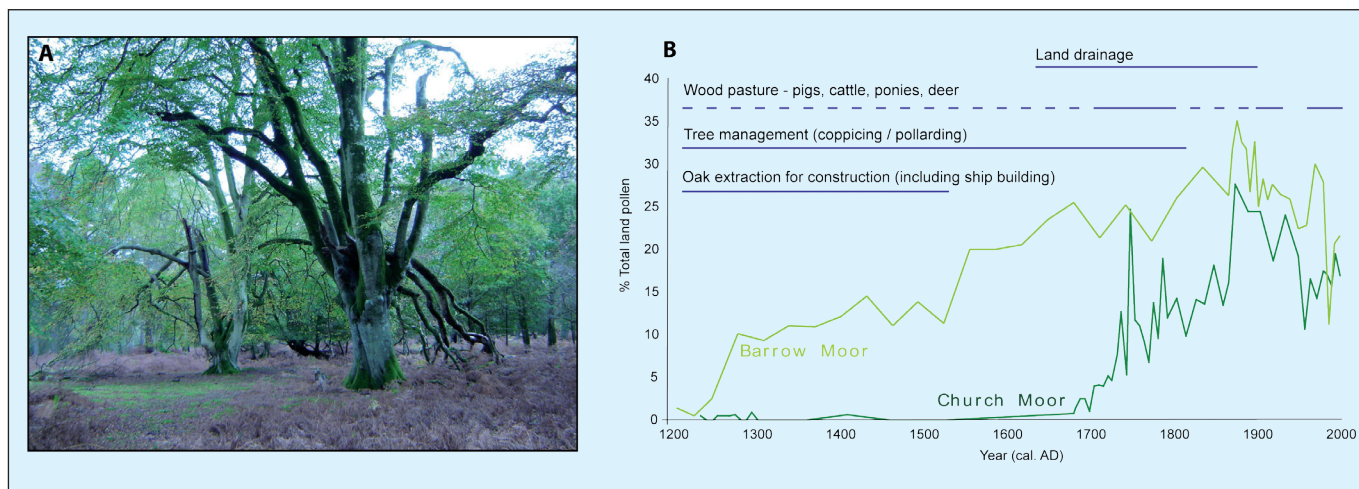 A
B
Land drainage
Wood pasture - pigs, cattle, ponies, deer
Tree management (coppicing / pollarding)
Oak extraction for construction (including ship building)
% Total land pollen
40
35
30
25
20
15
10
5
0
Barrow Moor
Church Moor
1200 1300 1400 1500 1600 1700 1800 1900 2000
Year (cal. AD)